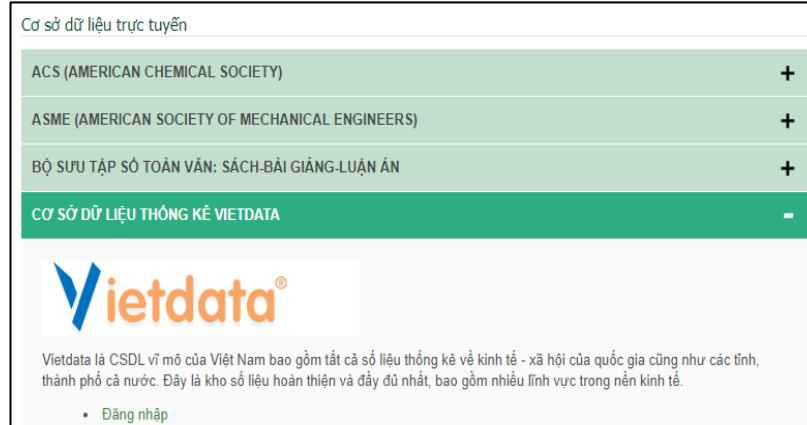 Cơ sở dữ liệu trực tuyến
ACS (AMERICAN CHEMICAL SOCIETY)
+
ASME (AMERICAN SOCIETY OF MECHANICAL ENGINEERS)
+
BỘ SƯU TẬP SỐ TOÀN VĂN: SÁCH-BÀI GIẢNG-LUẬN ÁN
+
CƠ SỞ DỮ LIỆU THỐNG KÊ VIETDATA
-
Vietdata®
Vietdata là CSDL vĩ mô của Việt Nam bao gồm tất cả số liệu thống kê về kinh tế - xã hội của quốc gia cũng như các tỉnh,
thành phố cả nước. Đây là kho số liệu hoàn thiện và đầy đủ nhất, bao gồm nhiều lĩnh vực trong nền kinh tế.
• Đăng nhập